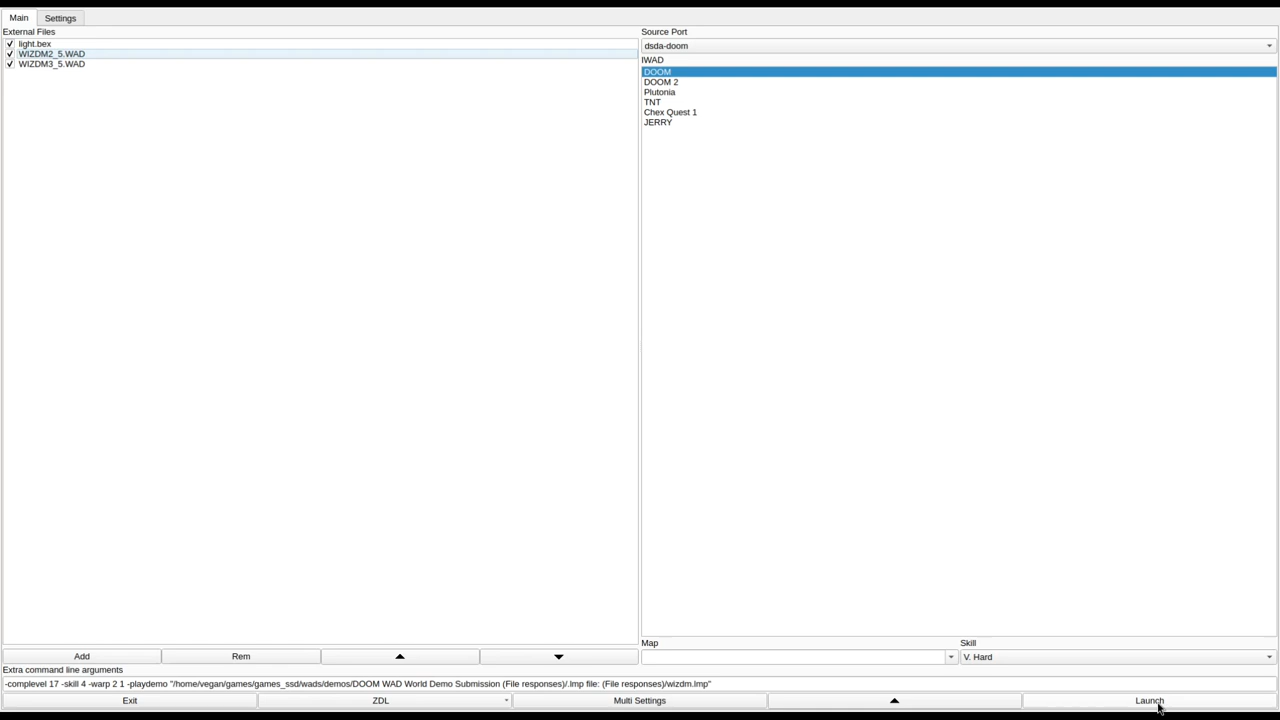 Main Settings
External Files
light.bex
WIZDM2_5.WAD
WIZDM3_5.WAD
Source Port
dsda-doom
IWAD
DOOM
DOOM 2
Plutonia
TNT
Chex Quest 1
JERRY
Add Rem
Map Skill
V. Hard
Extra command line arguments
-complevel 17 -skill 4 -warp 2 1 -playdemo "/home/vegan/games/games_ssd/wads/demos/DOOM WAD World Demo Submission (File responses)/.lmp file: (File responses)/wizdm.lmp"
Exit ZDL Multi Settings Launch